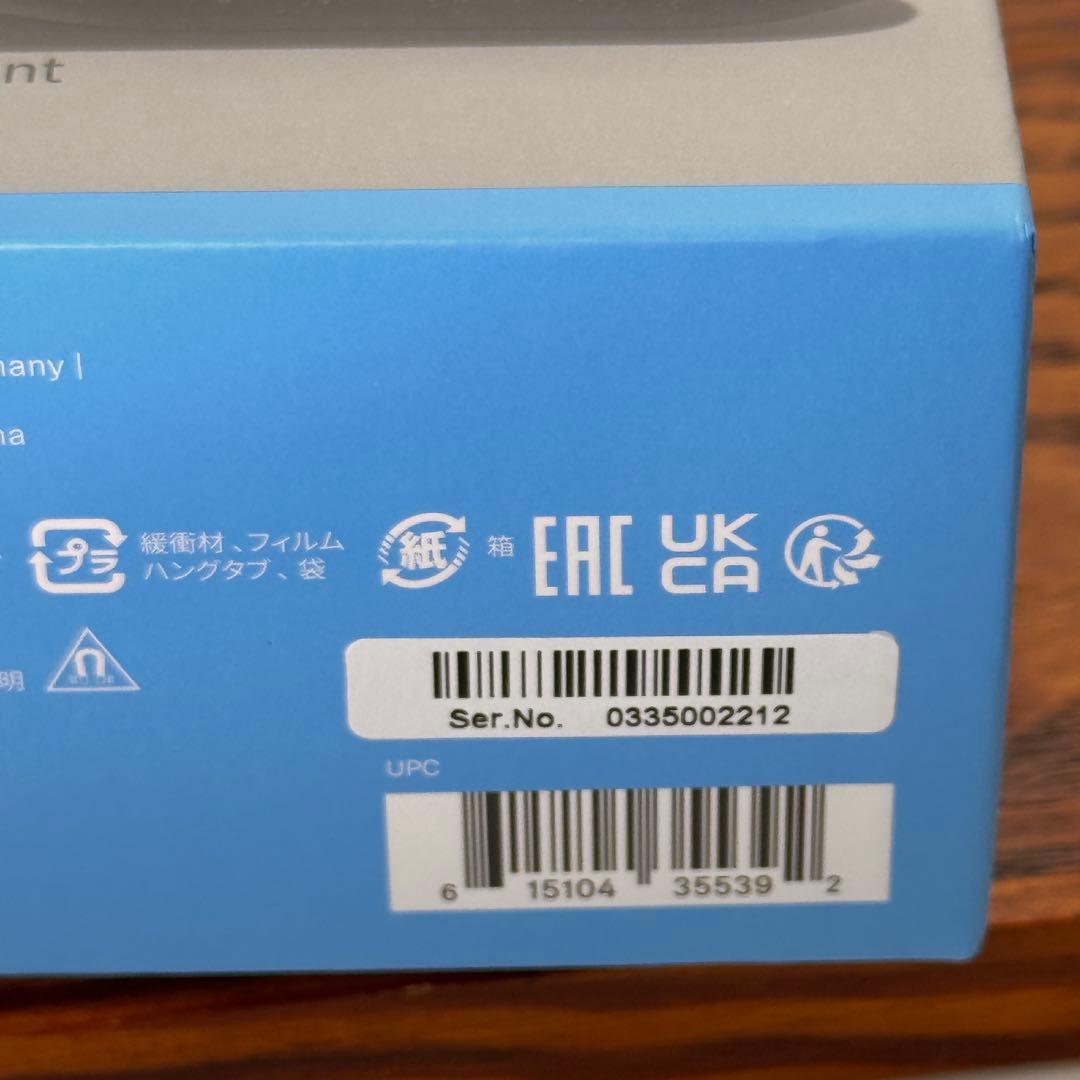 nt
many |
na
プラ
緩衝材、フィルム
ハングタブ、袋
紙
箱
EAC
UK
CA
明
Ser.No. 0335002212
UPC
6 15104 35539 2